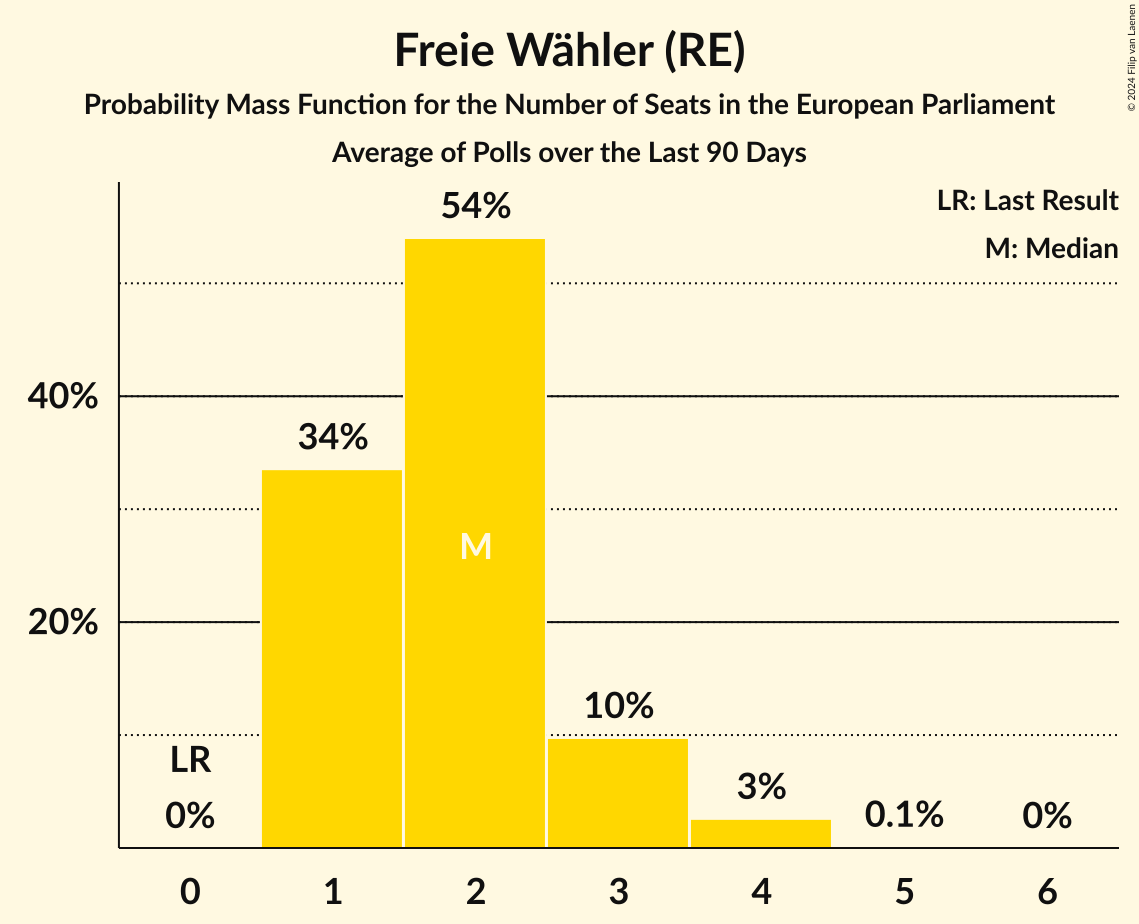 © 2024 Filip van Laenen
Freie Wähler (RE)
Probability Mass Function for the Number of Seats in the European Parliament
Average of Polls over the Last 90 Days
LR: Last Result
M: Median
54%
40%
34%
M
20%
10%
LR
3%
0%
0.1%
0%
0 1 2 3 4 5 6